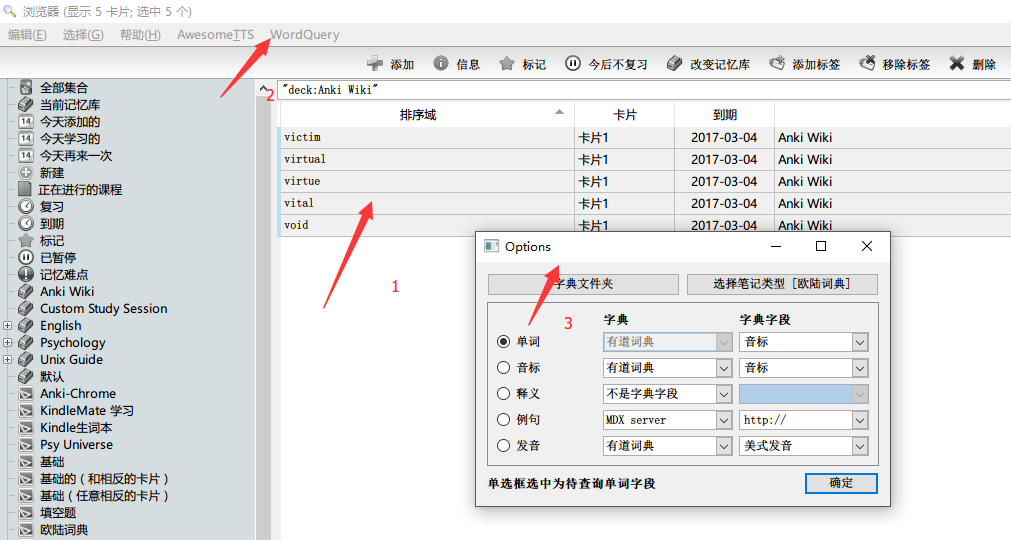 浏览器 (显示 5 卡片; 选中 5 个)
编辑(E) 选择(G) 帮助(H) AwesomeTTS WordQuery
添加 信息 标记 今后不复习 改变记忆库 添加标签 移除标签 删除
全部集合
当前记忆库
今天添加的
今天学习的
今天再来一次
新建
正在进行的课程
复习
到期
标记
已暂停
记忆难点
Anki Wiki
Custom Study Session
English
Psychology
Unix Guide
默认
Anki-Chrome
KindleMate 学习
Kindle生词本
Psy Universe
基础
基础的（和相反的卡片）
基础（任意相反的卡片）
填空题
欧陆词典
2
"deck:Anki Wiki"
排序域 卡片 到期
victim 卡片1 2017-03-04 Anki Wiki
virtual 卡片1 2017-03-04 Anki Wiki
virtue 卡片1 2017-03-04 Anki Wiki
vital 卡片1 2017-03-04 Anki Wiki
void 卡片1 2017-03-04 Anki Wiki
1
Options
字典文件夹 选择笔记类型 [欧陆词典]
3
字典 字典字段
单词 有道词典 音标
音标 有道词典 音标
释义 不是字典字段
例句 MDX server http://
发音 有道词典 美式发音
单选框选中为待查询单词字段 确定